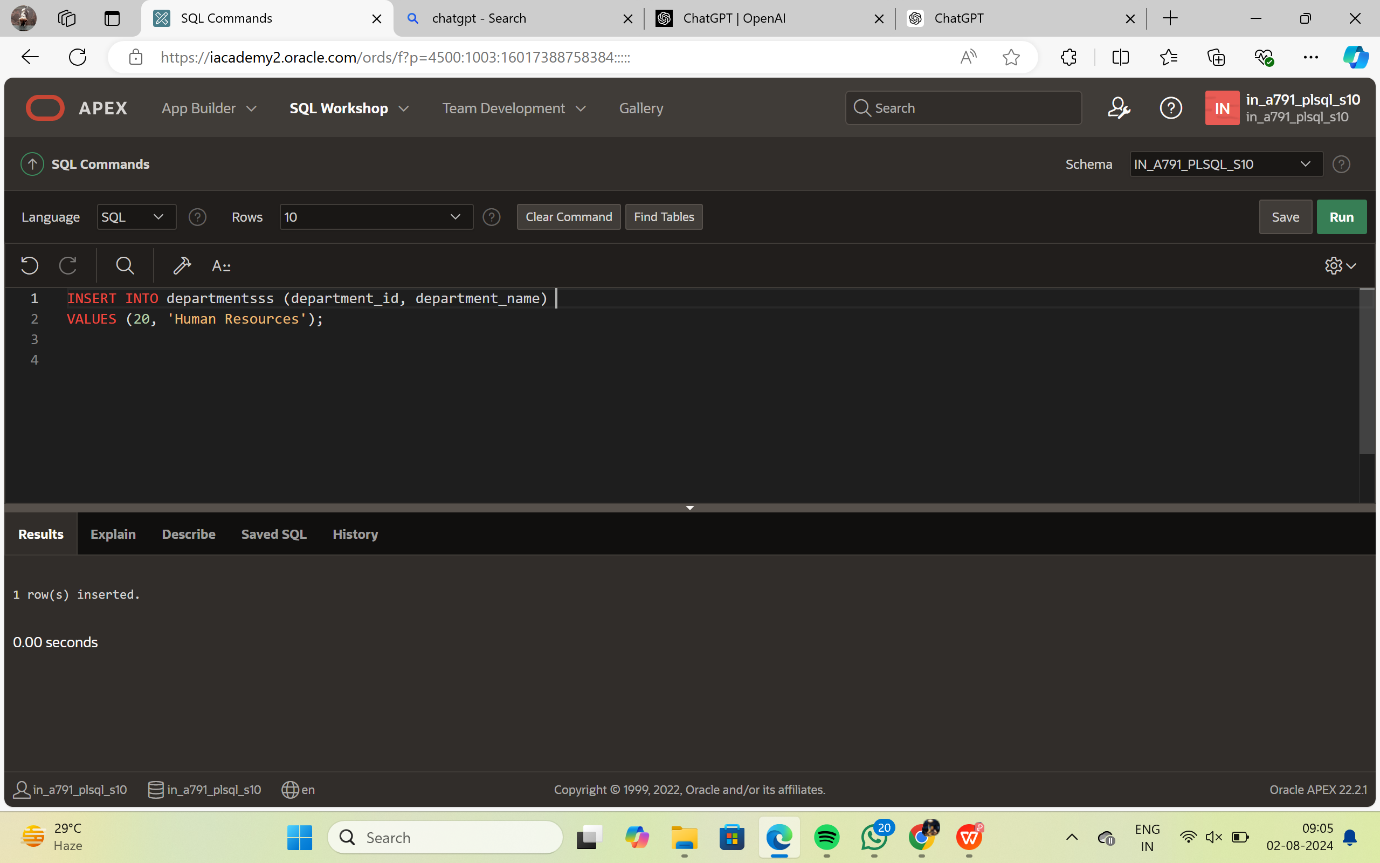 SQL Commands
chatgpt - Search
ChatGPT | OpenAI
ChatGPT
https://iacademy2.oracle.com/ords/f?p=4500:1003:16017388758384:::::
APEX
App Builder
SQL Workshop
Team Development
Gallery
Search
IN
in_a791_plsql_s10
in_a791_plsql_s10
SQL Commands
Schema
IN_A791_PLSQL_S10
Language
SQL
Rows
10
Clear Command
Find Tables
Save
Run
1 INSERT INTO departmentsss (department_id, department_name)
2 VALUES (20, 'Human Resources');
3
4
Results
Explain
Describe
Saved SQL
History
1 row(s) inserted.
0.00 seconds
in_a791_plsql_s10
in_a791_plsql_s10
en
Copyright © 1999, 2022, Oracle and/or its affiliates.
Oracle APEX 22.2.1
29°C
Haze
Search
20
ENG
IN
09:05
02-08-2024